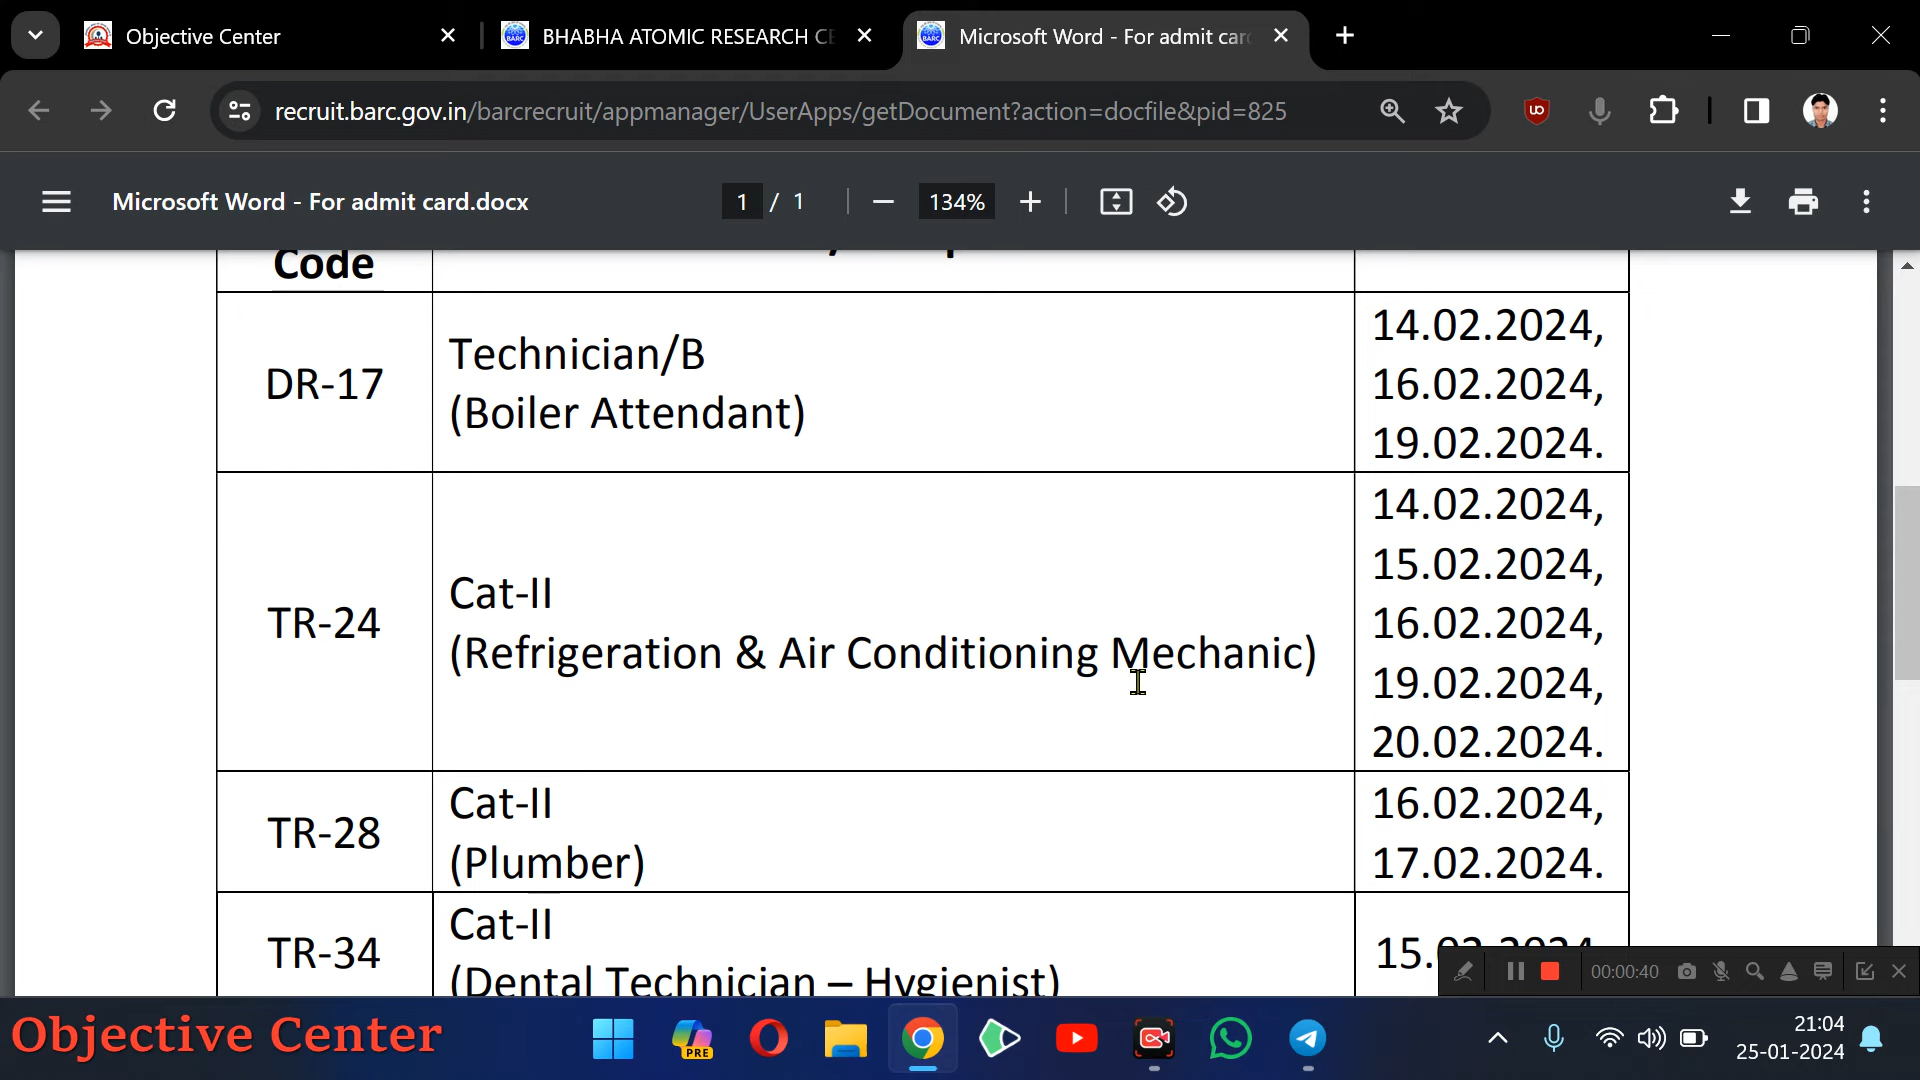 Objective Center
BHABHA ATOMIC RESEARCH CE
Microsoft Word - For admit car
recruit.barc.gov.in/barcrecruit/appmanager/UserApps/getDocument?action=docfile&pid=825
Microsoft Word - For admit card.docx
1 / 1
134%
Code
DR-17
Technician/B
(Boiler Attendant)
14.02.2024,
16.02.2024,
19.02.2024.
TR-24
Cat-II
(Refrigeration & Air Conditioning Mechanic)
14.02.2024,
15.02.2024,
16.02.2024,
19.02.2024,
20.02.2024.
TR-28
Cat-II
(Plumber)
16.02.2024,
17.02.2024.
TR-34
Cat-II
(Dental Technician – Hygienist)
15.02.2024
00:00:40
Objective Center
PRE
21:04
25-01-2024